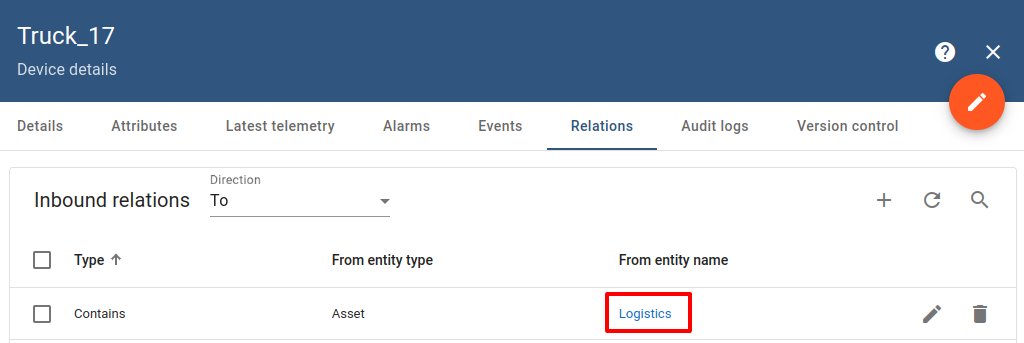 Truck_17
Device details
Details Attributes Latest telemetry Alarms Events Relations Audit logs Version control
Direction
Inbound relations To
Type From entity type From entity name
Contains Asset Logistics